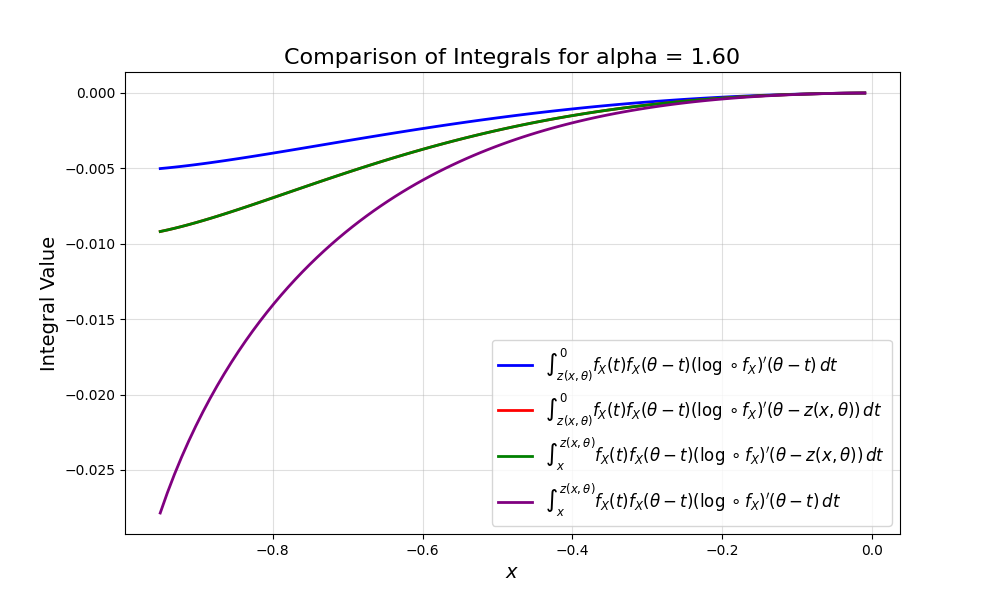 Comparison of Integrals for alpha = 1.60
Integral Value
0.000
−0.005
−0.010
−0.015
−0.020
−0.025
∫_{z(x, θ)}^{0} f_X(t)f_X(θ − t)(log ∘ f_X)′(θ − t) dt
∫_{z(x, θ)}^{0} f_X(t)f_X(θ − t)(log ∘ f_X)′(θ − z(x, θ)) dt
∫_{x}^{z(x, θ)} f_X(t)f_X(θ − t)(log ∘ f_X)′(θ − z(x, θ)) dt
∫_{x}^{z(x, θ)} f_X(t)f_X(θ − t)(log ∘ f_X)′(θ − t) dt
−0.8 −0.6 −0.4 −0.2 0.0
x